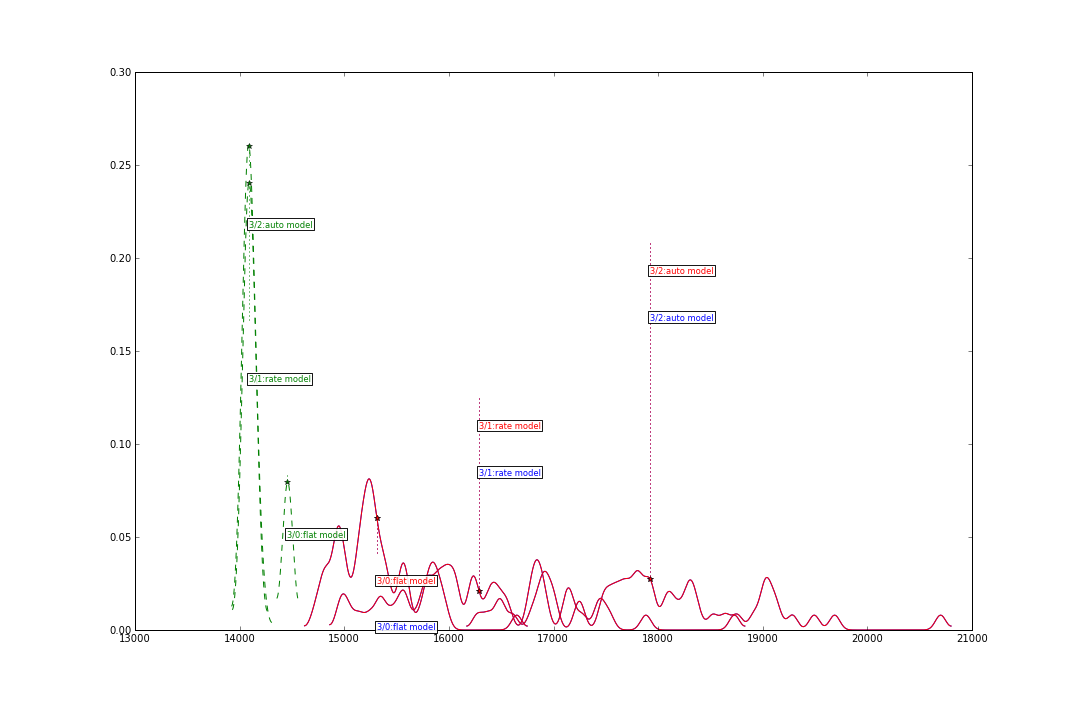 0.30
0.25
3/2:auto model
0.20
3/2:auto model
3/2:auto model
0.15
3/1:rate model
0.10
3/1:rate model
3/1:rate model
0.05
3/0:flat model
3/0:flat model
3/0:flat model
0.00
13000 14000 15000 16000 17000 18000 19000 20000 21000